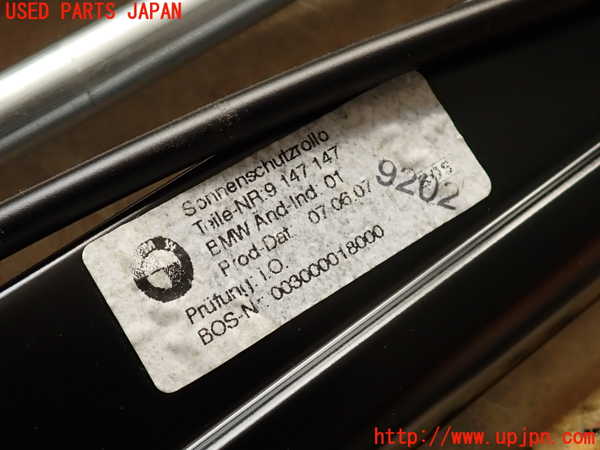 USED PARTS JAPAN
Sonnenschutzrollo
Teile-NR:9 147 147
BMW Änd-Ind 01
Prod-Dat. 07.06.07
9202
Prüfung: I.O
BOS-N 003000018000
BMW
http://www.upjpn.com/